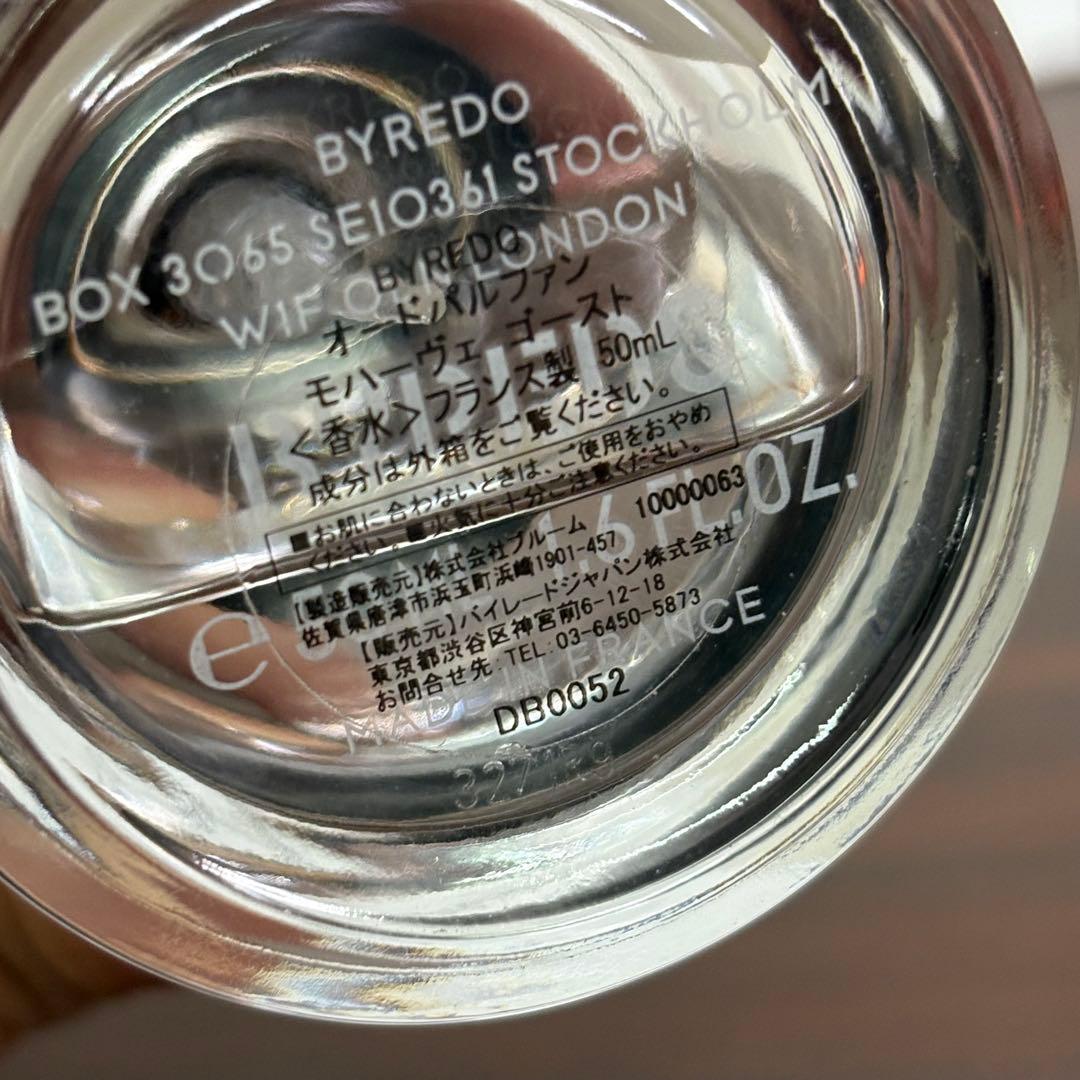 BYREDO
BOX 3065 SE10361 STOCKHOLM
W1F LONDON
BYREDO
オードパルファン
モハーヴェ ゴースト
<香水>フランス製 50mL
成分は外箱をご覧ください。
■お肌に合わないときは、ご使用をおやめ
ください。■火気に十分ご注意ください。
10000063
【製造販売元】株式会社ブルーム
佐賀県唐津市浜玉町浜崎1901-457
【販売元】バイレードジャパン株式会社
東京都渋谷区神宮前6-12-18
お問合せ先:TEL:03-6450-5873
DB0052
e 1.6 FL.OZ.
MADE IN FRANCE